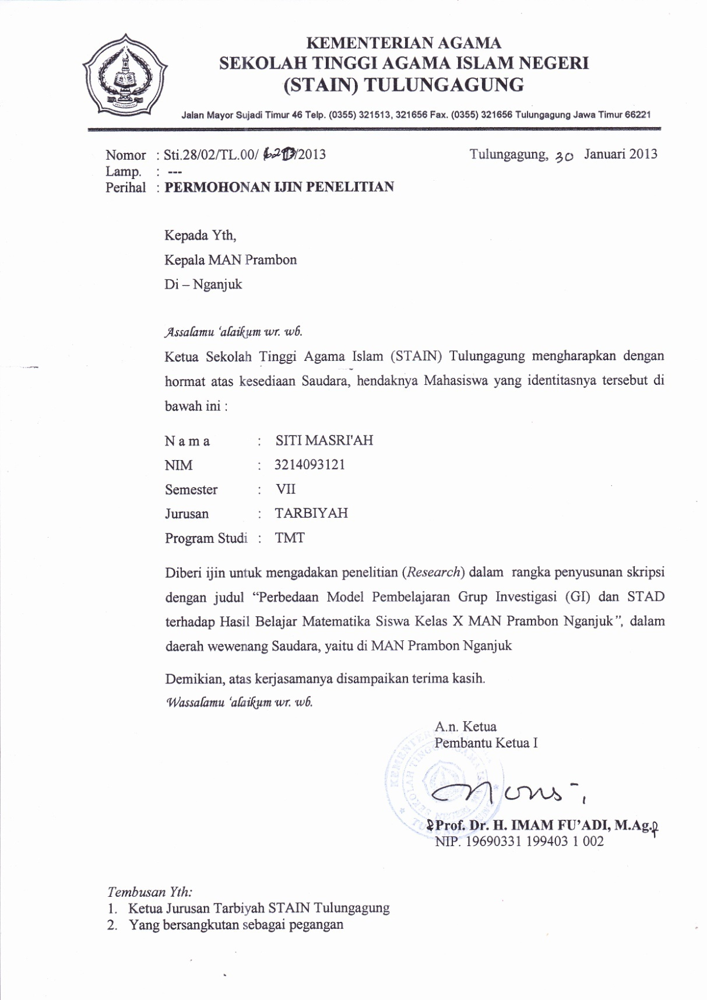 KEMENTERIAN AGAMA
SEKOLAH TINGGI AGAMA ISLAM NEGERI
(STAIN) TULUNGAGUNG
Jalan Mayor Sujadi Timur 46 Telp. (0355) 321513, 321656 Fax. (0355) 321656 Tulungagung Jawa Timur 66221
Nomor : Sti.28/02/TL.00/ /2013 Tulungagung, 30 Januari 2013
Lamp. : ---
Perihal : PERMOHONAN IJIN PENELITIAN
Kepada Yth,
Kepala MAN Prambon
Di – Nganjuk
Assalamu 'alaikum wr. wb.
Ketua Sekolah Tinggi Agama Islam (STAIN) Tulungagung mengharapkan dengan
hormat atas kesediaan Saudara, hendaknya Mahasiswa yang identitasnya tersebut di
bawah ini :
N a m a : SITI MASRI'AH
NIM : 3214093121
Semester : VII
Jurusan : TARBIYAH
Program Studi : TMT
Diberi ijin untuk mengadakan penelitian (Research) dalam rangka penyusunan skripsi
dengan judul “Perbedaan Model Pembelajaran Grup Investigasi (GI) dan STAD
terhadap Hasil Belajar Matematika Siswa Kelas X MAN Prambon Nganjuk”, dalam
daerah wewenang Saudara, yaitu di MAN Prambon Nganjuk
Demikian, atas kerjasamanya disampaikan terima kasih.
Wassalamu 'alaikum wr. wb.
A.n. Ketua
Pembantu Ketua I
Prof. Dr. H. IMAM FU’ADI, M.Ag.
NIP. 19690331 199403 1 002
Tembusan Yth:
1. Ketua Jurusan Tarbiyah STAIN Tulungagung
2. Yang bersangkutan sebagai pegangan